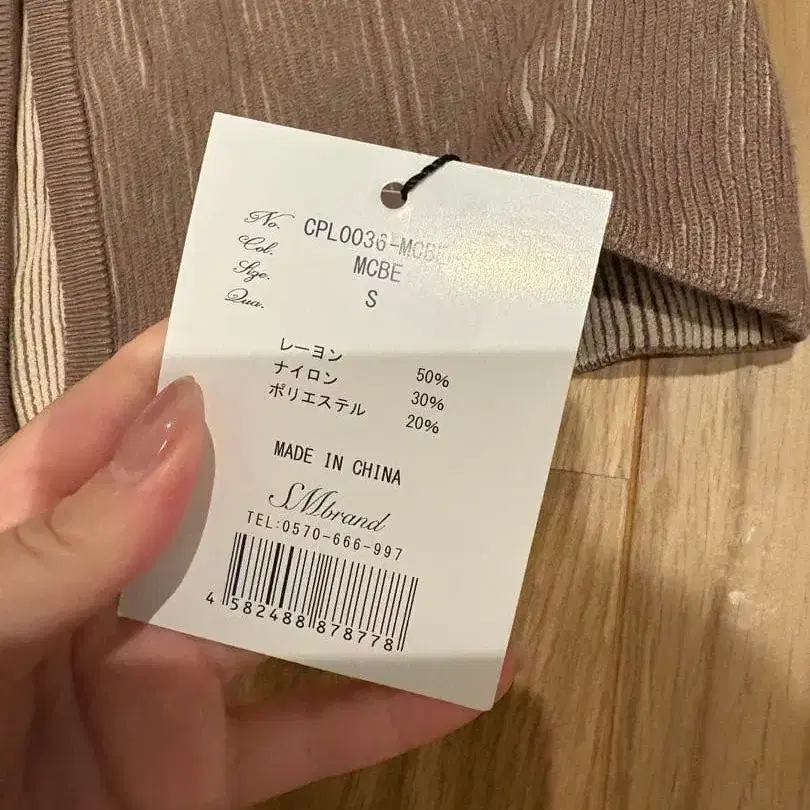 No. CPL0036-MCBE
Col. MCBE
Size. S
Qua.
レーヨン 50%
ナイロン 30%
ポリエステル 20%
MADE IN CHINA
SMbrand
TEL:0570-666-997
4 582488 878778